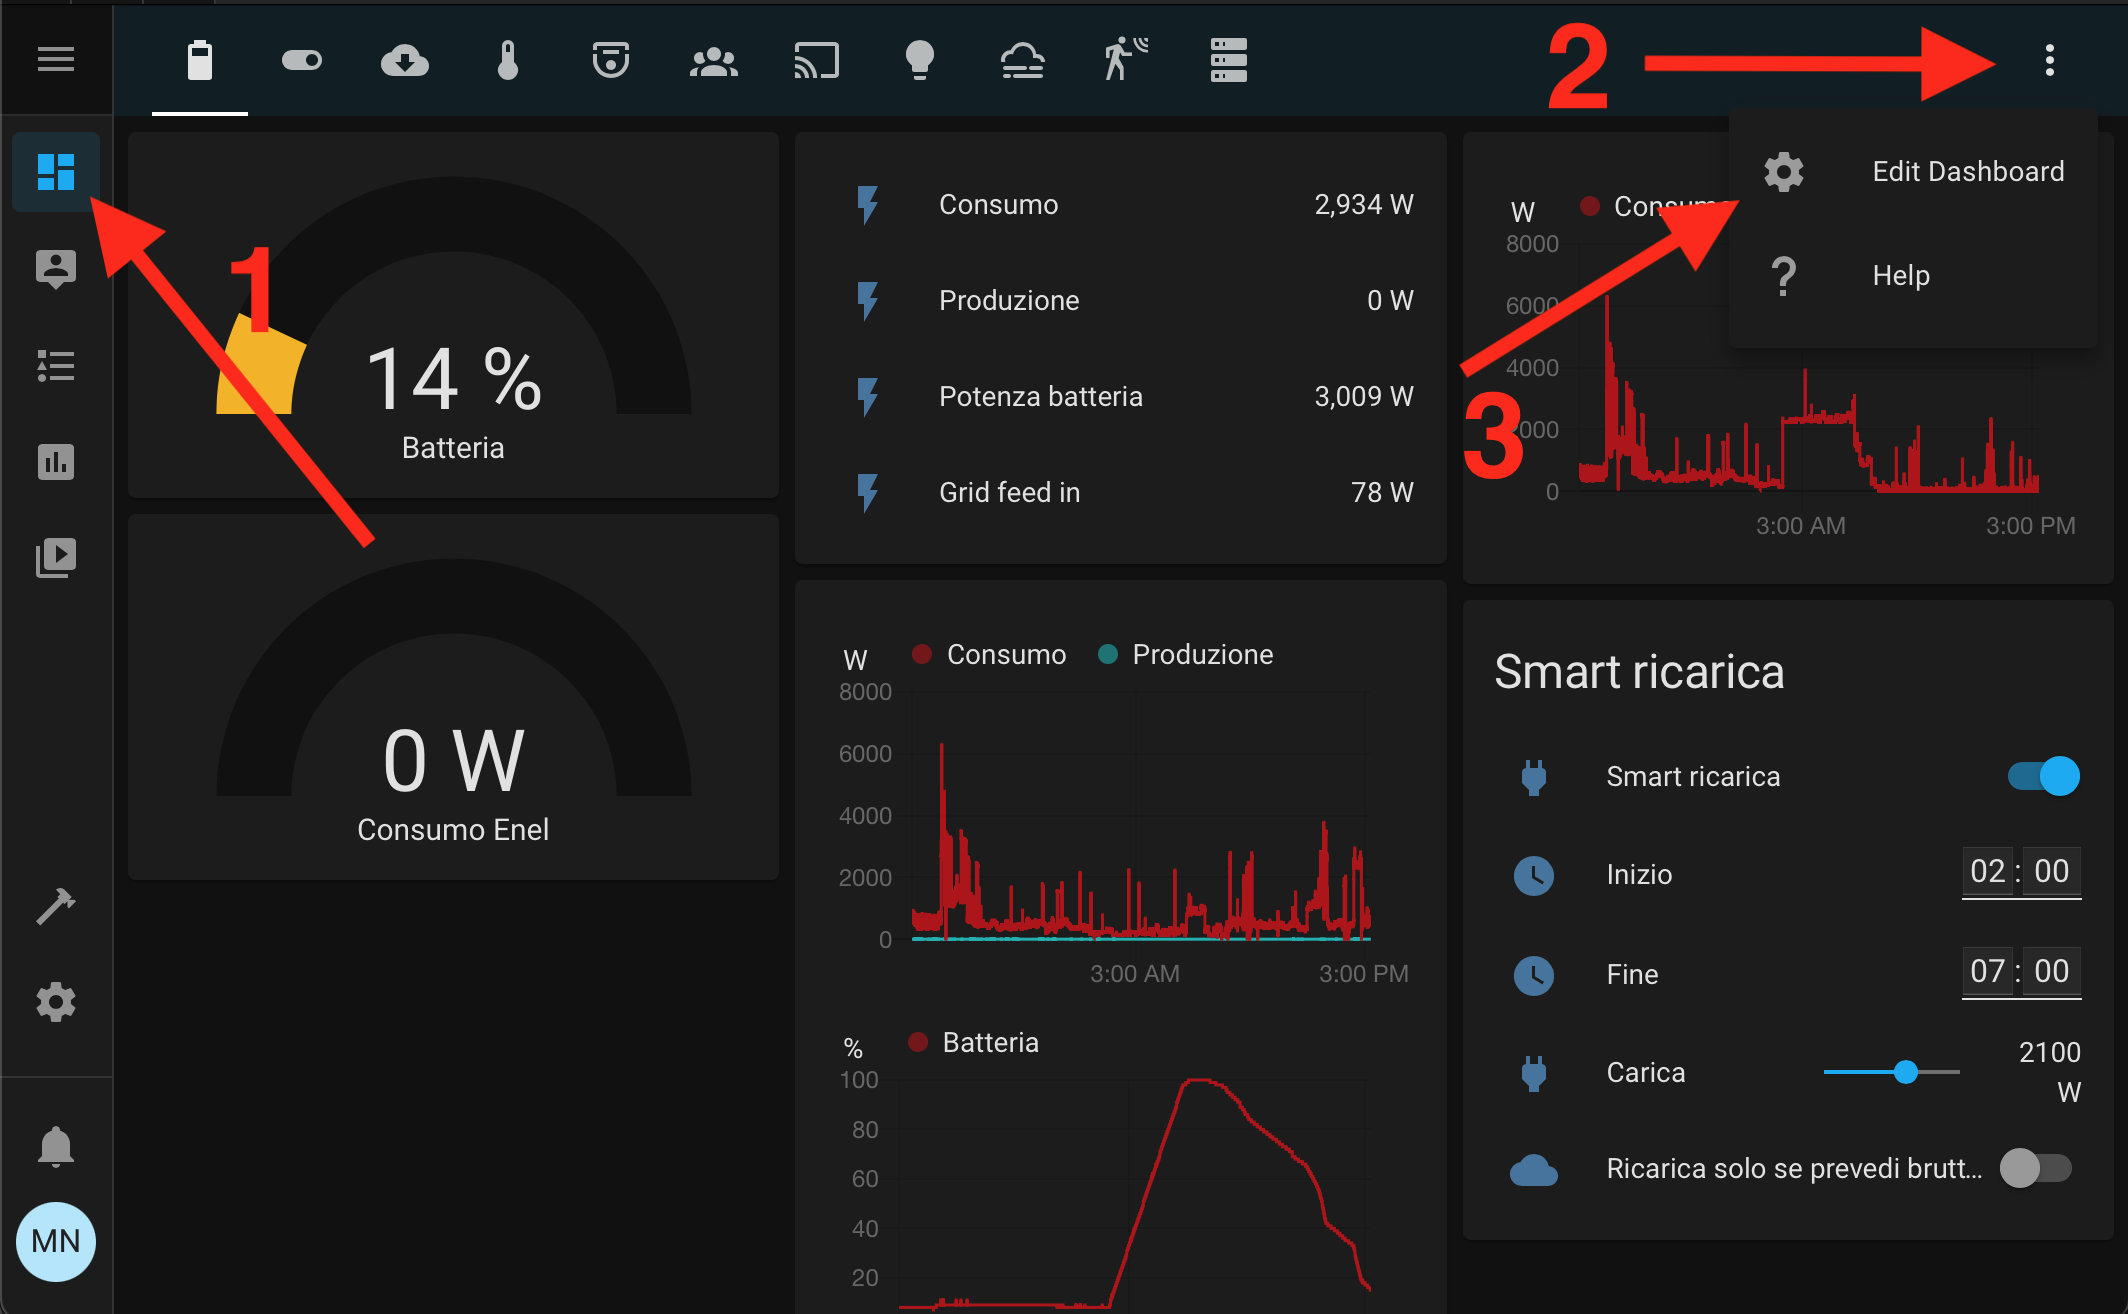 2
Edit Dashboard
Help
1
14 %
Batteria
0 W
Consumo Enel
Consumo 2,934 W
Produzione 0 W
Potenza batteria 3,009 W
Grid feed in 78 W
W Consumo Produzione
8000
6000
4000
2000
0
3:00 AM 3:00 PM
% Batteria
100
80
60
40
20
W Consumo
8000
6000
4000
3
000
0
3:00 AM 3:00 PM
Smart ricarica
Smart ricarica
Inizio 02 : 00
Fine 07 : 00
Carica 2100
W
Ricarica solo se prevedi brutt...
MN